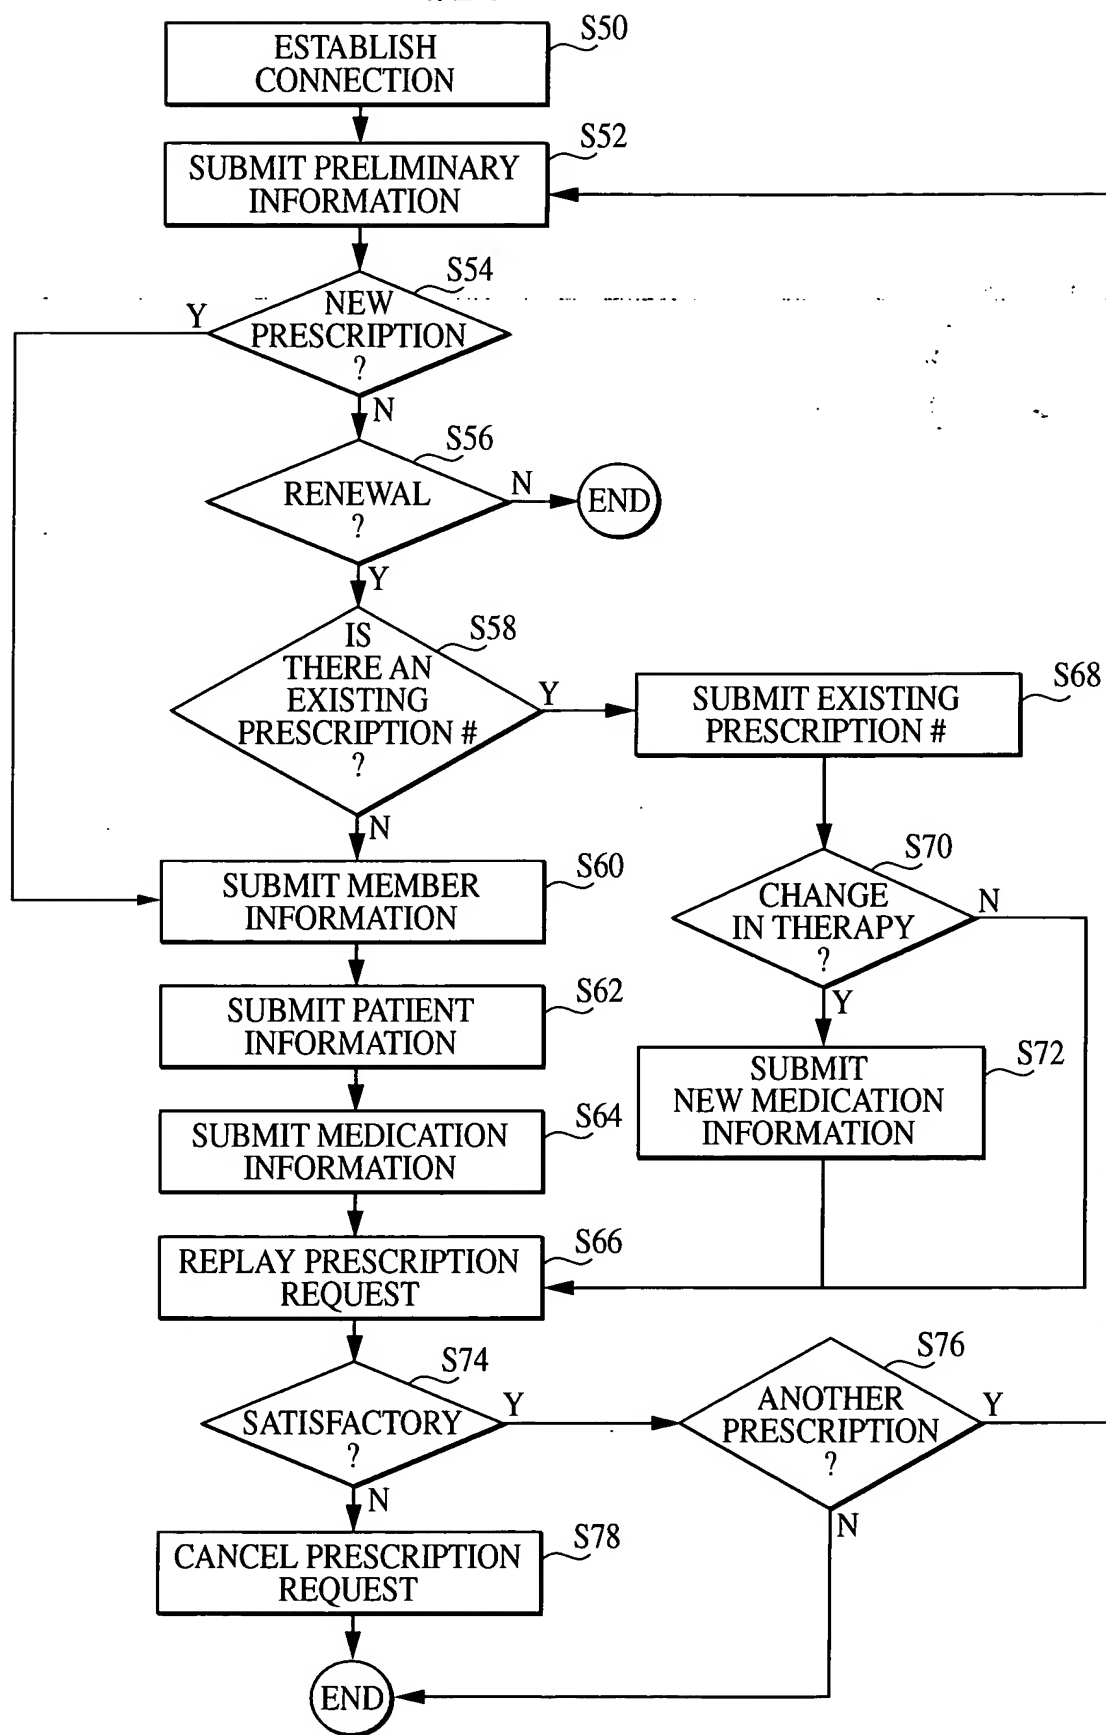 ESTABLISH
CONNECTION
S50
SUBMIT PRELIMINARY
INFORMATION
S52
NEW
PRESCRIPTION
?
S54
Y
N
RENEWAL
?
S56
N
END
Y
IS
THERE AN
EXISTING
PRESCRIPTION #
?
S58
Y
SUBMIT EXISTING
PRESCRIPTION #
S68
N
SUBMIT MEMBER
INFORMATION
S60
CHANGE
IN THERAPY
?
S70
N
Y
SUBMIT PATIENT
INFORMATION
S62
SUBMIT
NEW MEDICATION
INFORMATION
S72
SUBMIT MEDICATION
INFORMATION
S64
REPLAY PRESCRIPTION
REQUEST
S66
SATISFACTORY
?
S74
Y
ANOTHER
PRESCRIPTION
?
S76
Y
N
N
CANCEL PRESCRIPTION
REQUEST
S78
END